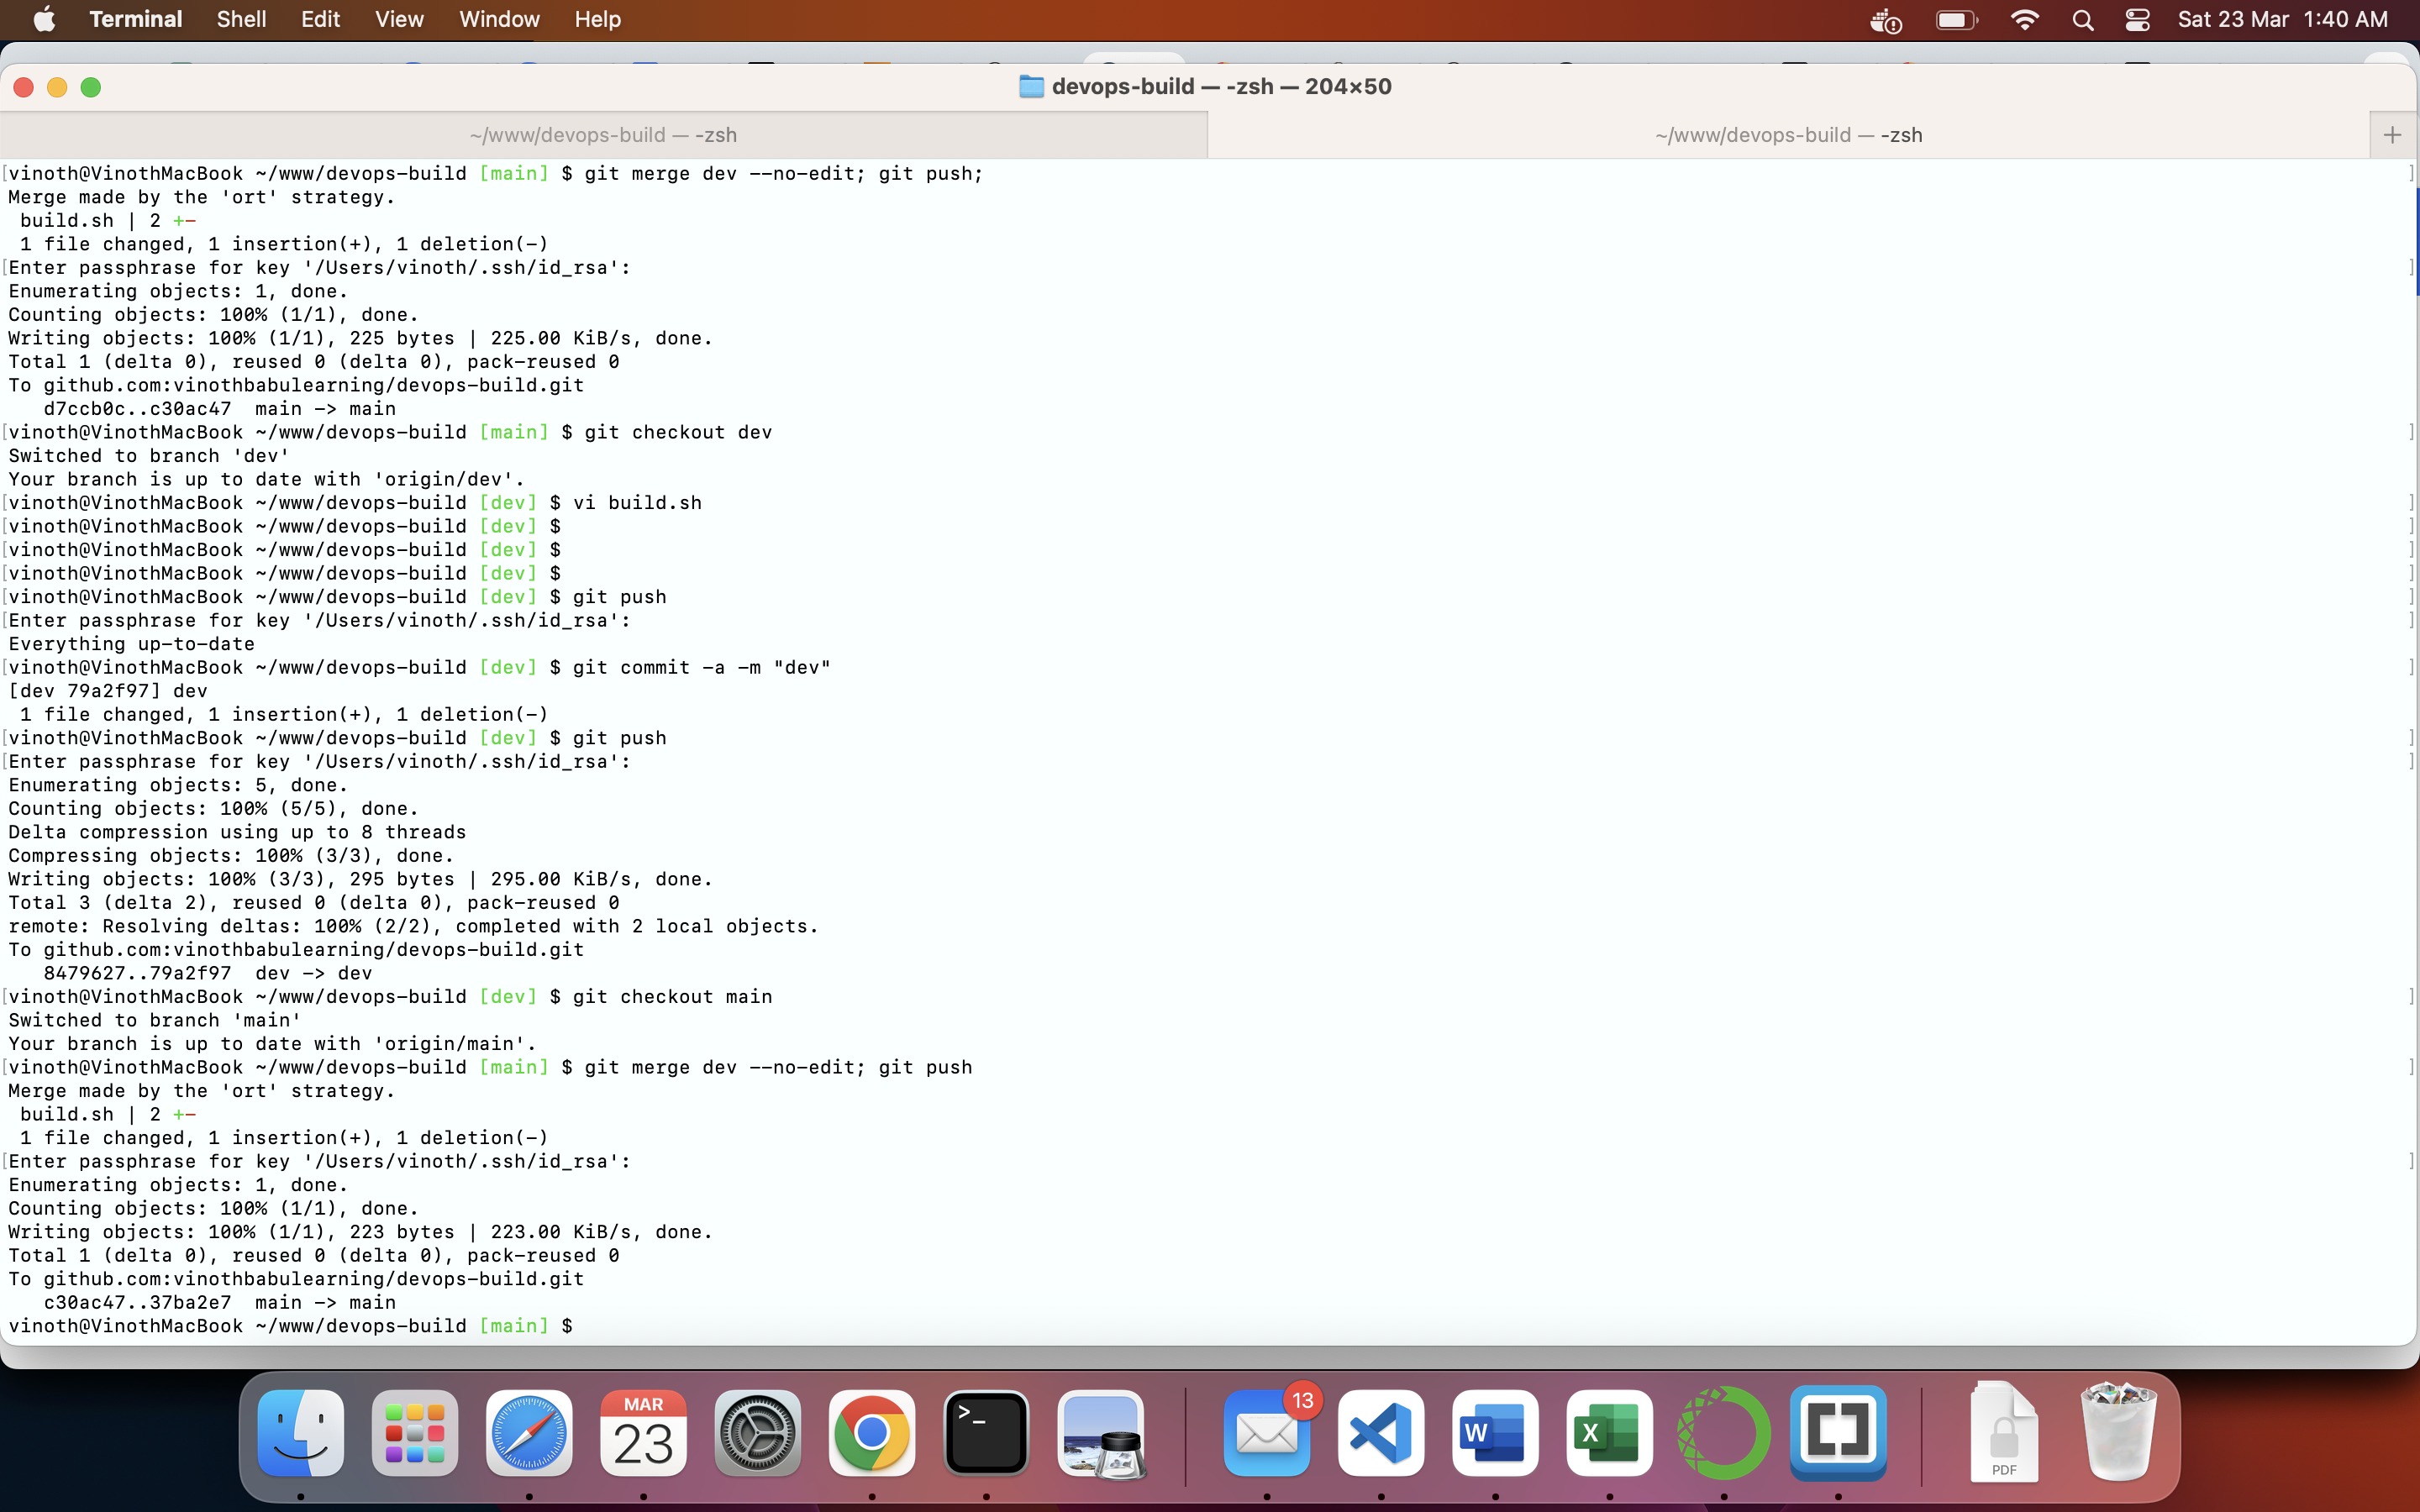 Terminal Shell Edit View Window Help Sat 23 Mar 1:40 AM
devops-build — -zsh — 204×50
~/www/devops-build — -zsh ~/www/devops-build — -zsh +
[vinoth@VinothMacBook ~/www/devops-build [main] $ git merge dev --no-edit; git push; ]
Merge made by the 'ort' strategy.
 build.sh | 2 +-
 1 file changed, 1 insertion(+), 1 deletion(-)
[Enter passphrase for key '/Users/vinoth/.ssh/id_rsa': ]
Enumerating objects: 1, done.
Counting objects: 100% (1/1), done.
Writing objects: 100% (1/1), 225 bytes | 225.00 KiB/s, done.
Total 1 (delta 0), reused 0 (delta 0), pack-reused 0
To github.com:vinothbabulearning/devops-build.git
   d7ccb0c..c30ac47  main -> main
[vinoth@VinothMacBook ~/www/devops-build [main] $ git checkout dev ]
Switched to branch 'dev'
Your branch is up to date with 'origin/dev'.
[vinoth@VinothMacBook ~/www/devops-build [dev] $ vi build.sh ]
[vinoth@VinothMacBook ~/www/devops-build [dev] $ ]
[vinoth@VinothMacBook ~/www/devops-build [dev] $ ]
[vinoth@VinothMacBook ~/www/devops-build [dev] $ ]
[vinoth@VinothMacBook ~/www/devops-build [dev] $ git push ]
[Enter passphrase for key '/Users/vinoth/.ssh/id_rsa': ]
Everything up-to-date
[vinoth@VinothMacBook ~/www/devops-build [dev] $ git commit -a -m "dev" ]
[dev 79a2f97] dev
 1 file changed, 1 insertion(+), 1 deletion(-)
[vinoth@VinothMacBook ~/www/devops-build [dev] $ git push ]
[Enter passphrase for key '/Users/vinoth/.ssh/id_rsa': ]
Enumerating objects: 5, done.
Counting objects: 100% (5/5), done.
Delta compression using up to 8 threads
Compressing objects: 100% (3/3), done.
Writing objects: 100% (3/3), 295 bytes | 295.00 KiB/s, done.
Total 3 (delta 2), reused 0 (delta 0), pack-reused 0
remote: Resolving deltas: 100% (2/2), completed with 2 local objects.
To github.com:vinothbabulearning/devops-build.git
   8479627..79a2f97  dev -> dev
[vinoth@VinothMacBook ~/www/devops-build [dev] $ git checkout main ]
Switched to branch 'main'
Your branch is up to date with 'origin/main'.
[vinoth@VinothMacBook ~/www/devops-build [main] $ git merge dev --no-edit; git push ]
Merge made by the 'ort' strategy.
 build.sh | 2 +-
 1 file changed, 1 insertion(+), 1 deletion(-)
[Enter passphrase for key '/Users/vinoth/.ssh/id_rsa': ]
Enumerating objects: 1, done.
Counting objects: 100% (1/1), done.
Writing objects: 100% (1/1), 223 bytes | 223.00 KiB/s, done.
Total 1 (delta 0), reused 0 (delta 0), pack-reused 0
To github.com:vinothbabulearning/devops-build.git
   c30ac47..37ba2e7  main -> main
vinoth@VinothMacBook ~/www/devops-build [main] $
MAR
23
>_
13
W
X
PDF